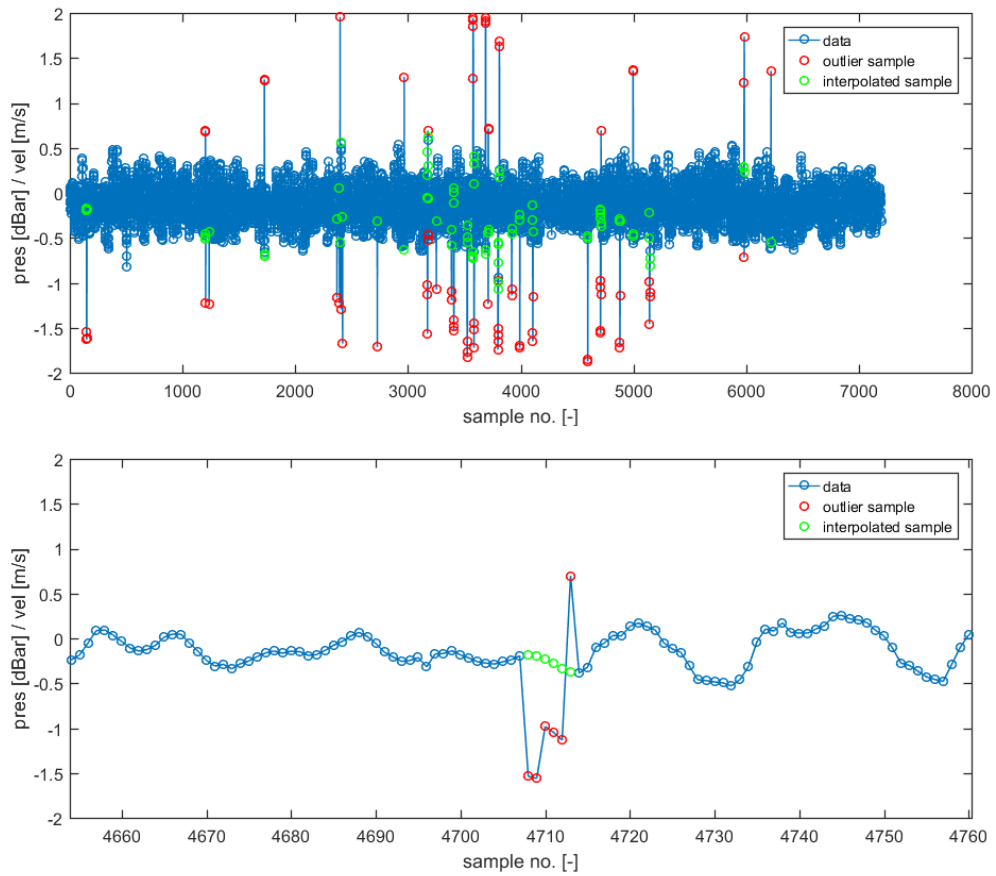 pres [dBar] / vel [m/s]
2
1.5
1
0.5
0
-0.5
-1
-1.5
-2
data
outlier sample
interpolated sample
0 1000 2000 3000 4000 5000 6000 7000 8000
sample no. [-]
pres [dBar] / vel [m/s]
2
1.5
1
0.5
0
-0.5
-1
-1.5
-2
data
outlier sample
interpolated sample
4660 4670 4680 4690 4700 4710 4720 4730 4740 4750 4760
sample no. [-]